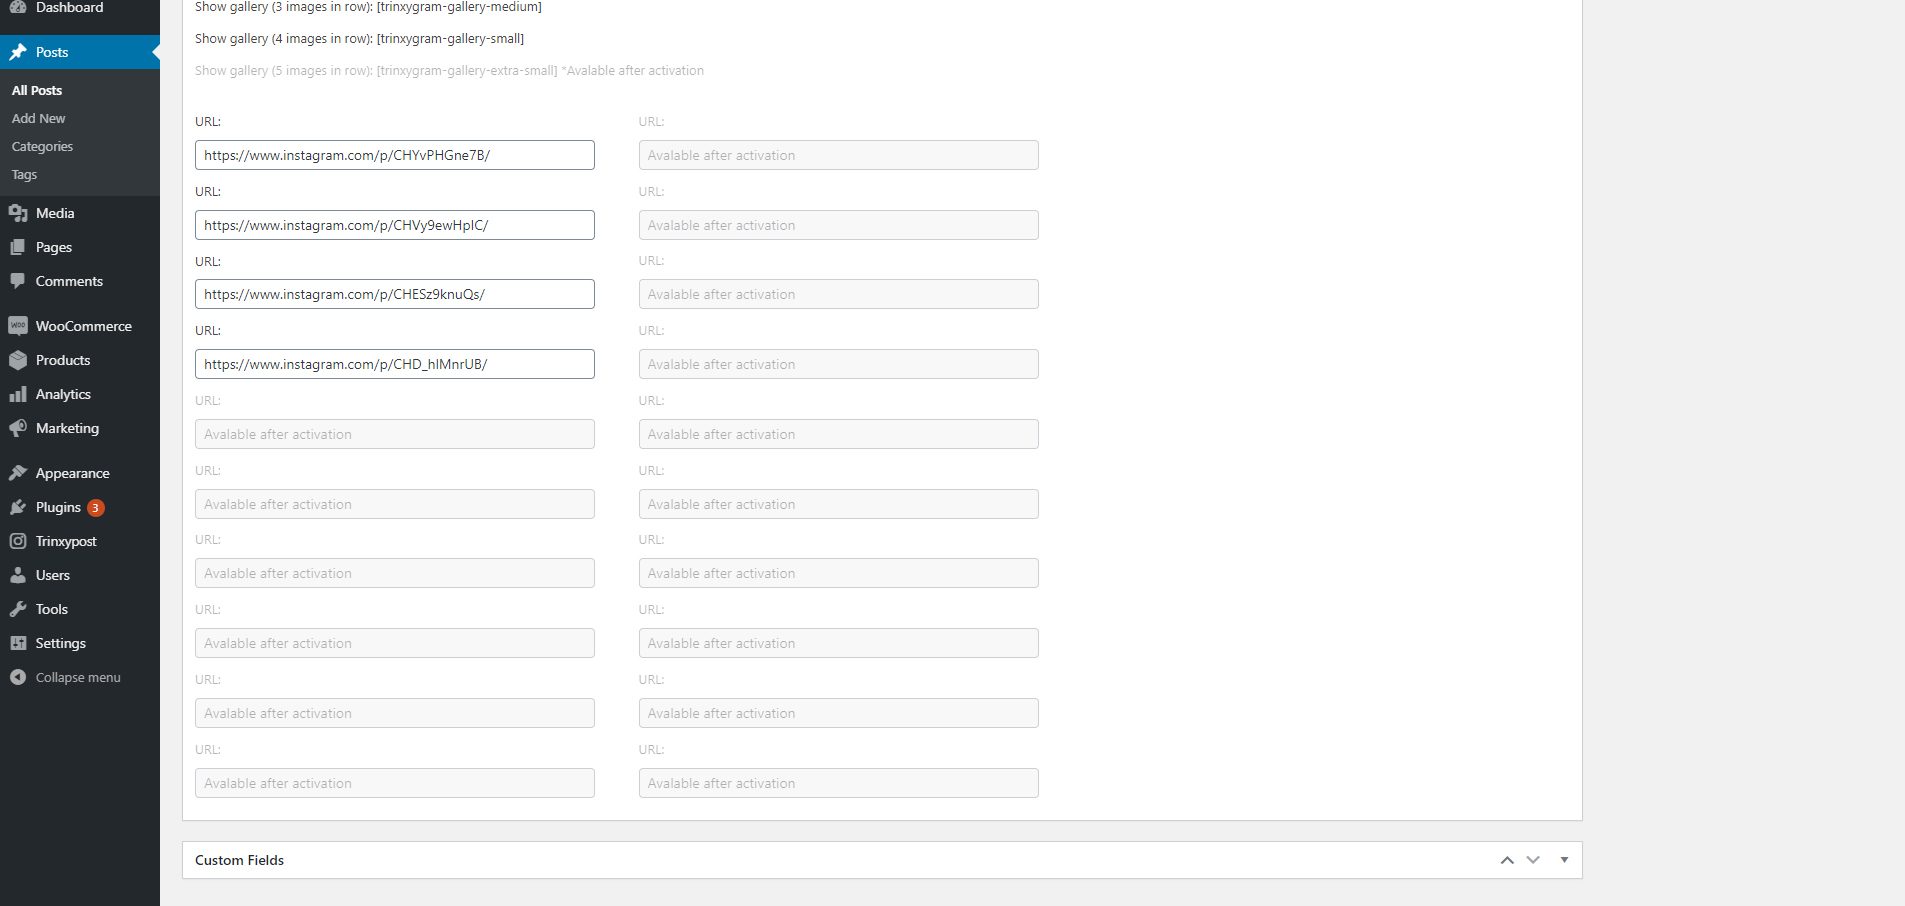 Dashboard
Posts
All Posts
Add New
Categories
Tags
Media
Pages
Comments
WooCommerce
Products
Analytics
Marketing
Appearance
Plugins 3
Trinxypost
Users
Tools
Settings
Collapse menu
Show gallery (3 images in row): [trinxygram-gallery-medium]
Show gallery (4 images in row): [trinxygram-gallery-small]
Show gallery (5 images in row): [trinxygram-gallery-extra-small] *Avalable after activation
URL:
https://www.instagram.com/p/CHYvPHGne7B/
URL:
https://www.instagram.com/p/CHVy9ewHpIC/
URL:
https://www.instagram.com/p/CHESz9knuQs/
URL:
https://www.instagram.com/p/CHD_hIMnrUB/
URL:
Avalable after activation
URL:
Avalable after activation
URL:
Avalable after activation
URL:
Avalable after activation
URL:
Avalable after activation
URL:
Avalable after activation
URL:
Avalable after activation
URL:
Avalable after activation
URL:
Avalable after activation
URL:
Avalable after activation
URL:
Avalable after activation
URL:
Avalable after activation
URL:
Avalable after activation
URL:
Avalable after activation
URL:
Avalable after activation
URL:
Avalable after activation
Custom Fields